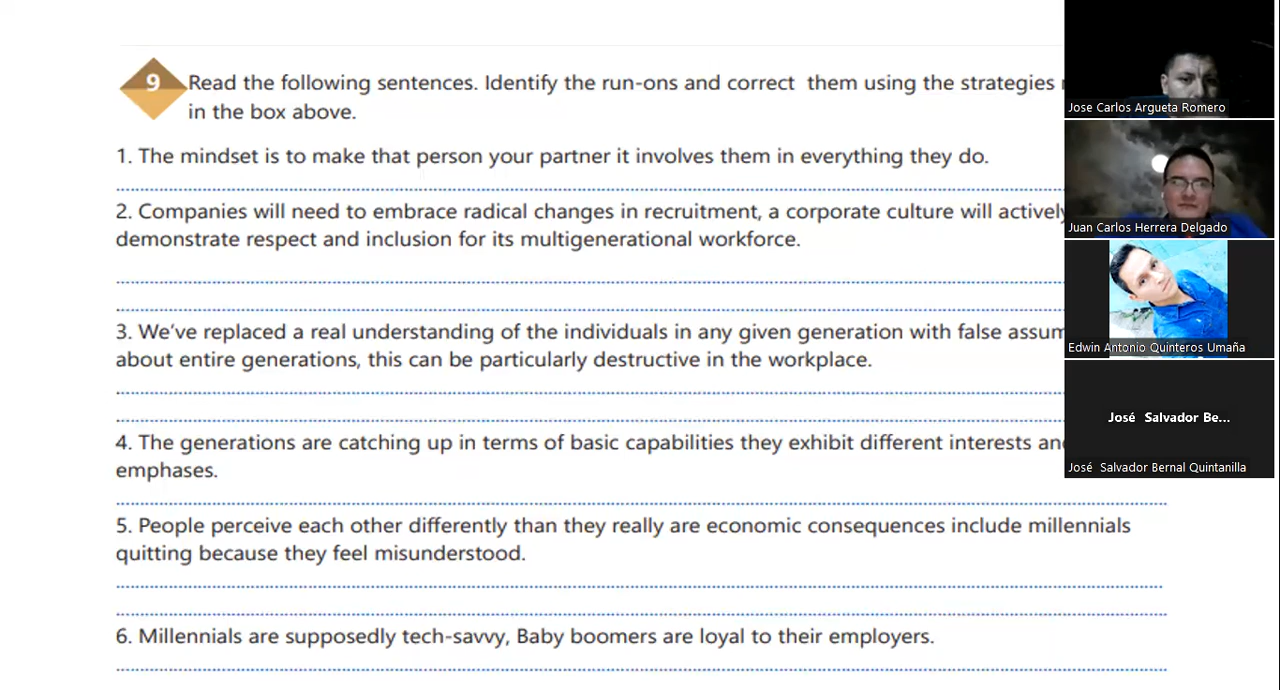 9
Read the following sentences. Identify the run-ons and correct them using the strategies
in the box above.
1. The mindset is to make that person your partner it involves them in everything they do.
2. Companies will need to embrace radical changes in recruitment, a corporate culture will actively
demonstrate respect and inclusion for its multigenerational workforce.
3. We've replaced a real understanding of the individuals in any given generation with false
about entire generations, this can be particularly destructive in the workplace.
4. The generations are catching up in terms of basic capabilities they exhibit different interests and
emphases.
5. People perceive each other differently than they really are economic consequences include millennials
quitting because they feel misunderstood.
6. Millennials are supposedly tech-savvy, Baby boomers are loyal to their employers.
Jose Carlos Argueta Romero
Juan Carlos Herrera Delgado
Edwin Antonio Quinteros Umaña
José Salvador Be...
José Salvador Bernal Quintanilla